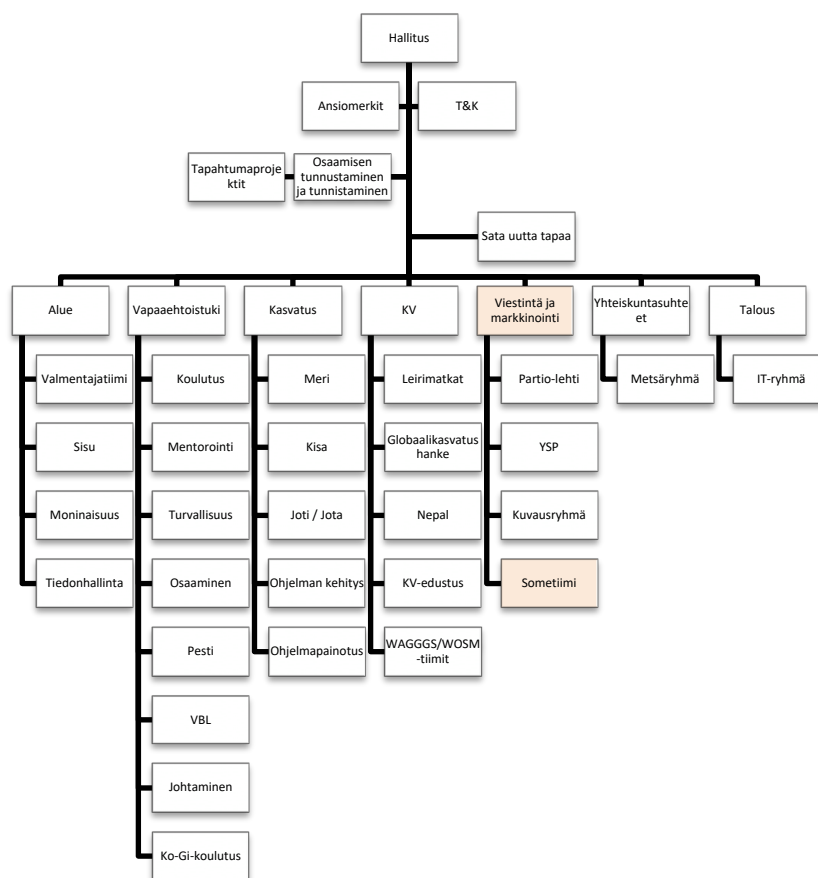 Hallitus
Ansiomerkit
T&K
Tapahtumaproje
ktit
Osaamisen
tunnustaminen
ja tunnistaminen
Sata uutta tapaa
Alue
Vapaaehtoistuki
Kasvatus
KV
Viestintä ja
markkinointi
Yhteiskuntasuhte
et
Talous
Valmentajatiimi
Koulutus
Meri
Leirimatkat
Partio-lehti
Metsäryhmä
IT-ryhmä
Sisu
Mentorointi
Kisa
Globaalikasvatus
hanke
YSP
Moninaisuus
Turvallisuus
Joti / Jota
Nepal
Kuvausryhmä
Tiedonhallinta
Osaaminen
Ohjelman kehitys
KV-edustus
Sometiimi
Pesti
Ohjelmapainotus
WAGGGS/WOSM
-tiimit
VBL
Johtaminen
Ko-Gi-koulutus